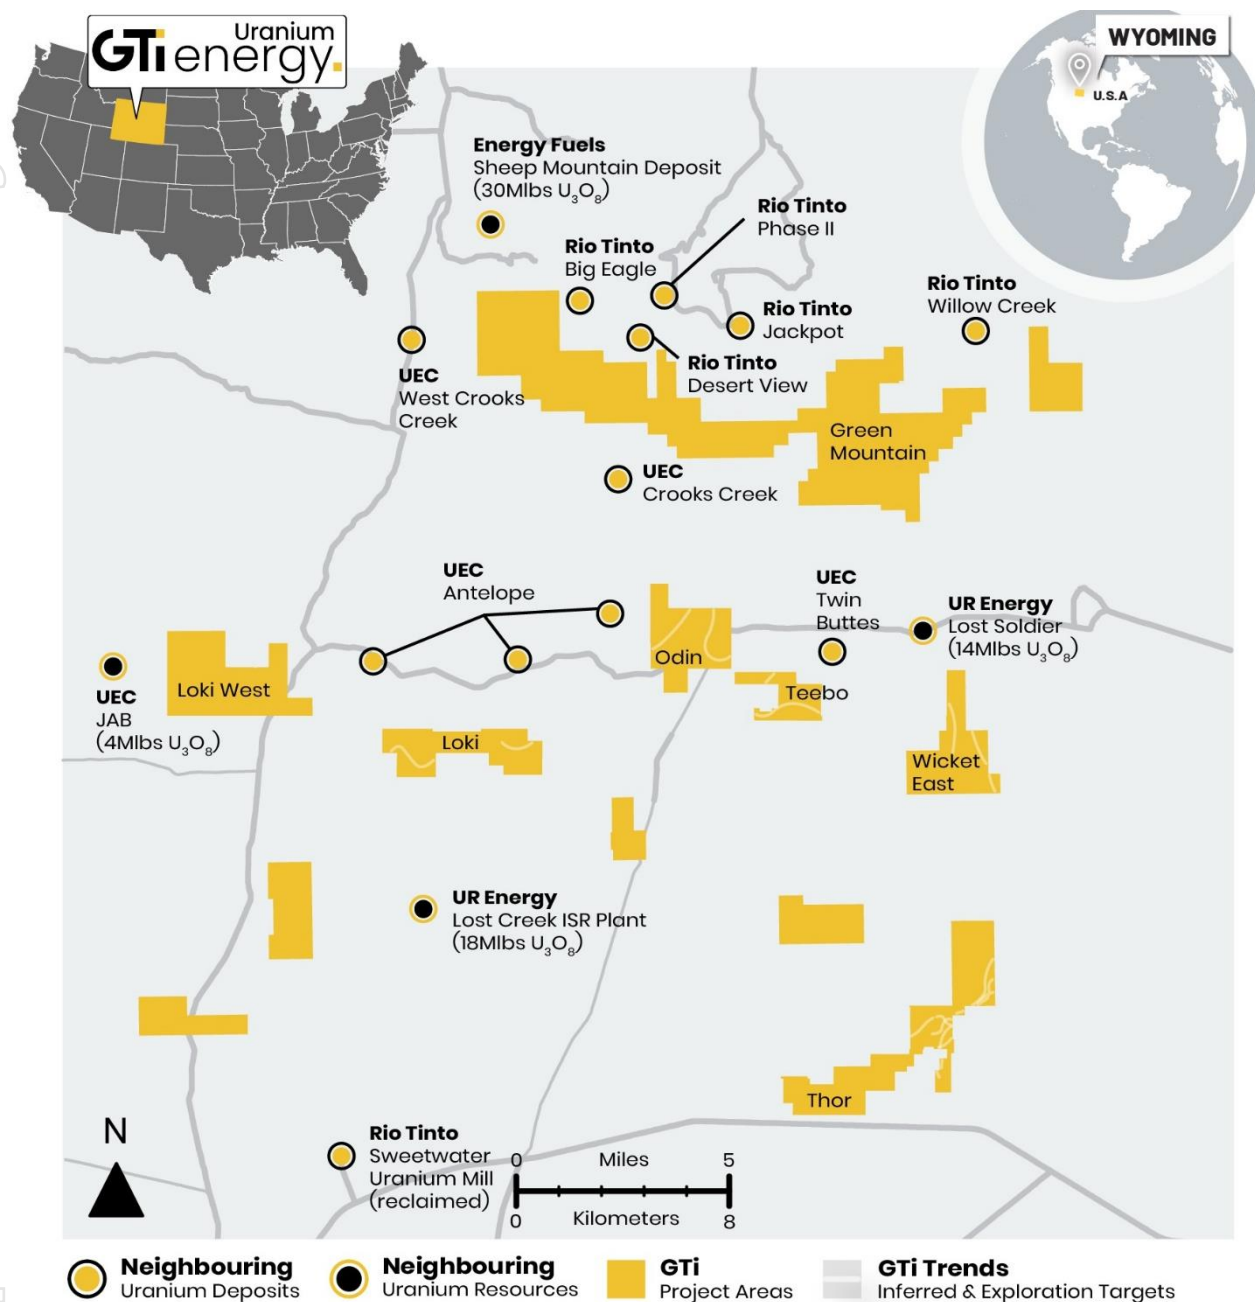 GTi energy.
Uranium
WYOMING
U.S.A
Energy Fuels
Sheep Mountain Deposit
(30Mlbs U₃O₈)
Rio Tinto
Phase II
Rio Tinto
Big Eagle
Rio Tinto
Jackpot
Rio Tinto
Willow Creek
Rio Tinto
Desert View
UEC
West Crooks
Creek
Green
Mountain
UEC
Crooks Creek
UEC
Antelope
UEC
Twin
Buttes
UR Energy
Lost Soldier
(14Mlbs U₃O₈)
Odin
Teebo
Loki West
UEC
JAB
(4Mlbs U₃O₈)
Loki
Wicket
East
UR Energy
Lost Creek ISR Plant
(18Mlbs U₃O₈)
Thor
N
Rio Tinto
Sweetwater
Uranium Mill
(reclaimed)
0 Miles 5
0 Kilometers 8
Neighbouring
Uranium Deposits
Neighbouring
Uranium Resources
GTi
Project Areas
GTi Trends
Inferred & Exploration Targets